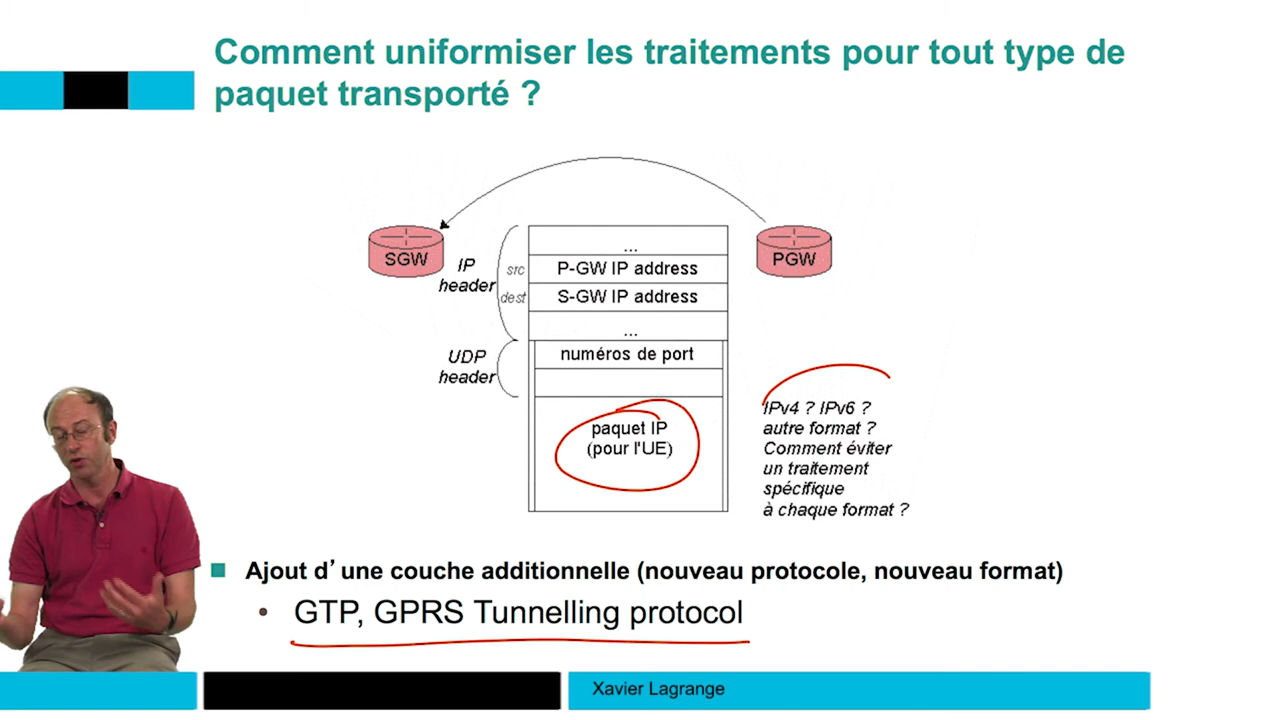 Comment uniformiser les traitements pour tout type de
paquet transporté ?
SGW
PGW
IP
header
src
dest
...
P-GW IP address
S-GW IP address
...
UDP
header
numéros de port
paquet IP
(pour l'UE)
IPv4 ? IPv6 ?
autre format ?
Comment éviter
un traitement
spécifique
à chaque format ?
Ajout d'une couche additionnelle (nouveau protocole, nouveau format)
• GTP, GPRS Tunnelling protocol
Xavier Lagrange